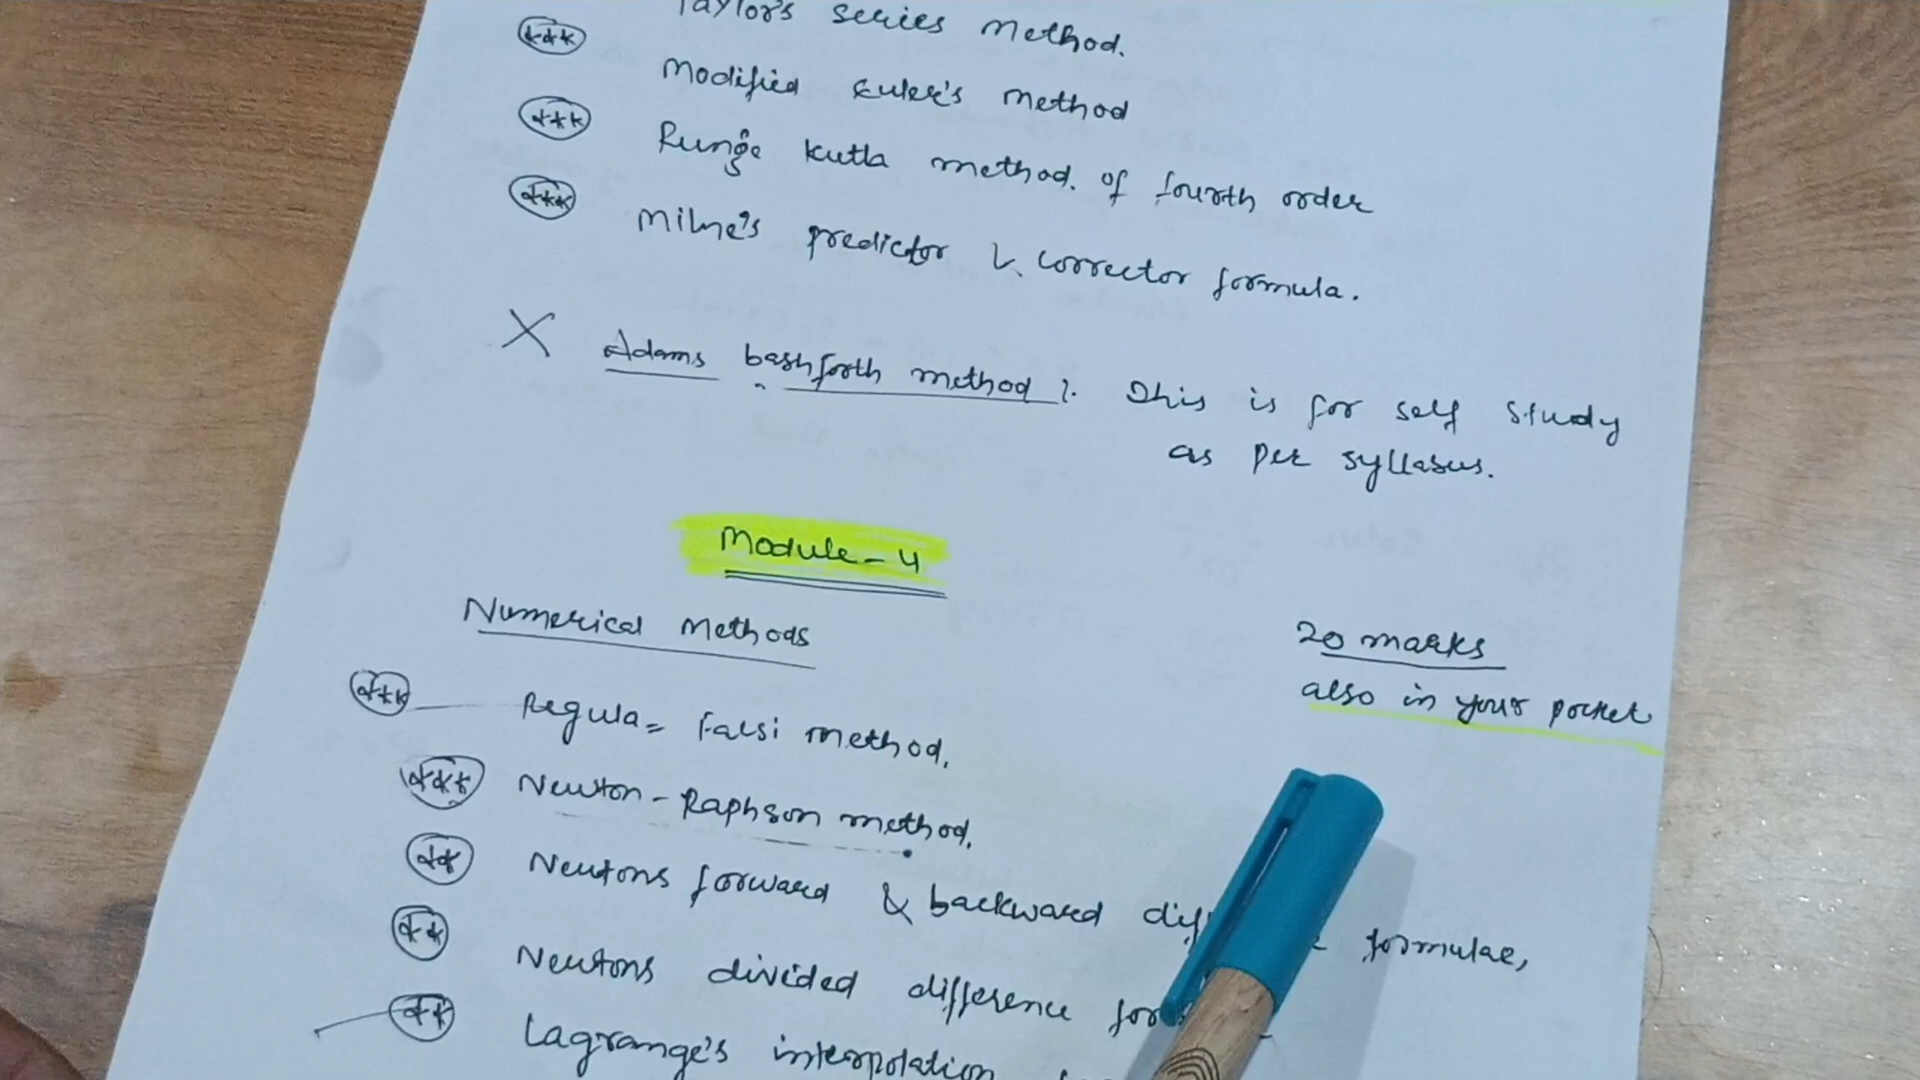 Taylor's series method.
*** Modified Euler's method
*** Runge kutta method. of fourth order
*** Milne's predictor & corrector formula.
X Adams bashforth method :. This is for self study
as per syllabus.
Module-4
Numerical Methods
20 marks
also in your pocket
*** Regula= Falsi method.
*** Newton-Raphson method.
** Newtons forward & backward formulae,
** Newtons divided difference
** Lagrange's interpolation